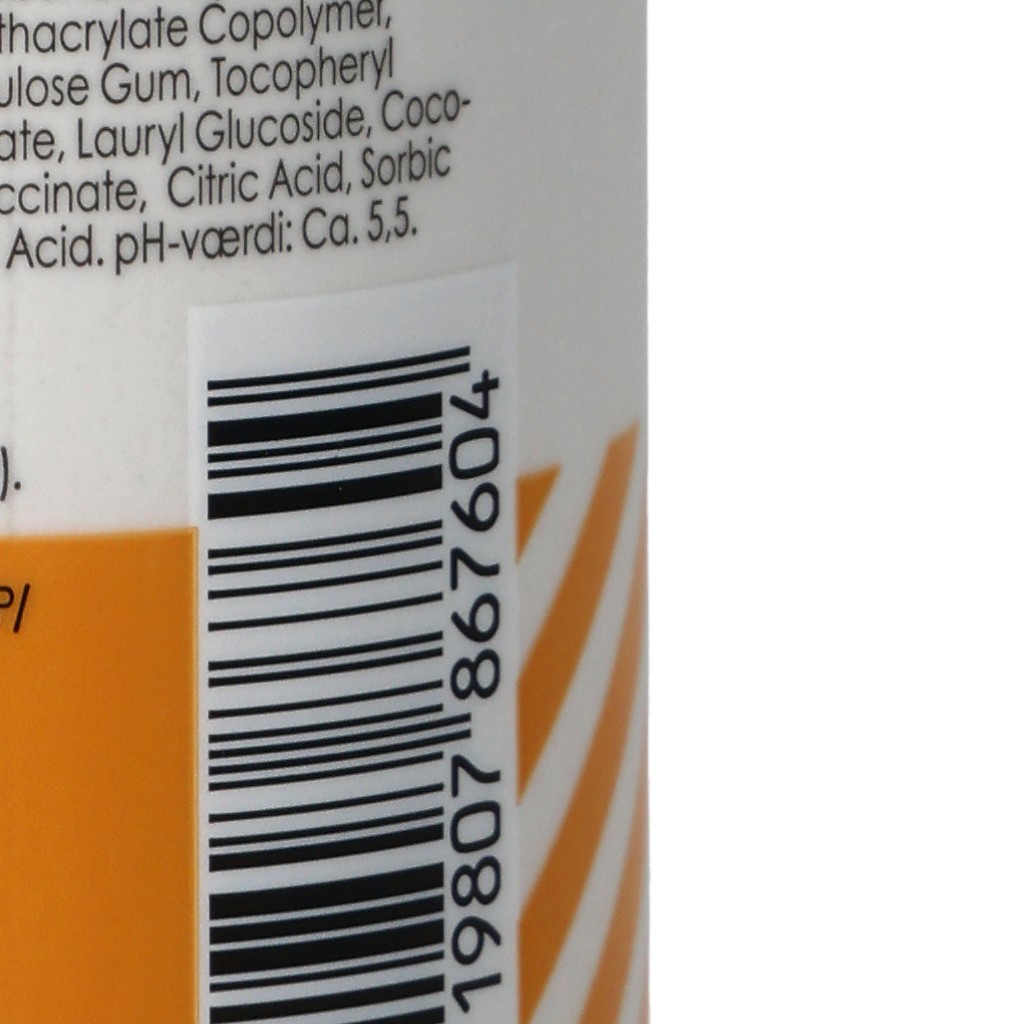 thacrylate Copolymer,
ulose Gum, Tocopheryl
ate, Lauryl Glucoside, Coco-
ccinate, Citric Acid, Sorbic
Acid. pH-værdi: Ca. 5,5.
).
P/
19807 867604